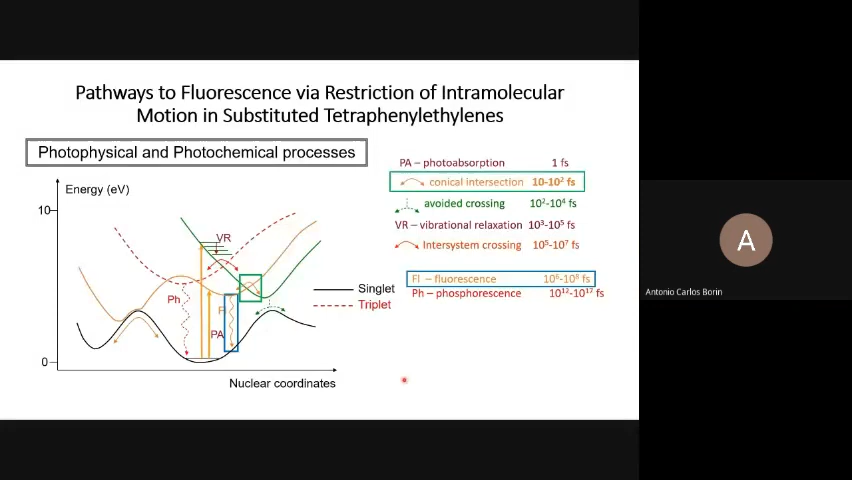 Pathways to Fluorescence via Restriction of Intramolecular
Motion in Substituted Tetraphenylethylenes
Photophysical and Photochemical processes
Energy (eV)
10
0
VR
Ph
Fl
PA
Singlet
Triplet
Nuclear coordinates
PA – photoabsorption 1 fs
conical intersection 10-10² fs
avoided crossing 10²-10⁴ fs
VR – vibrational relaxation 10³-10⁵ fs
Intersystem crossing 10⁵-10⁷ fs
Fl – fluorescence 10⁶-10⁸ fs
Ph – phosphorescence 10¹²-10¹⁷ fs
A
Antonio Carlos Borin